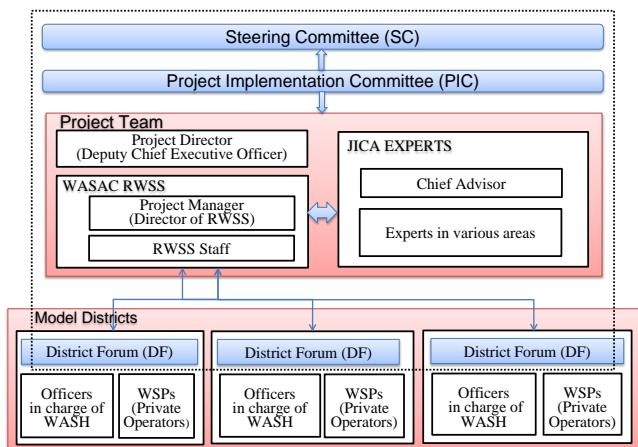 Steering Committee (SC)
Project Implementation Committee (PIC)
Project Team
Project Director
(Deputy Chief Executive Officer)
WASAC RWSS
Project Manager
(Director of RWSS)
RWSS Staff
JICA EXPERTS
Chief Advisor
Experts in various areas
Model Districts
District Forum (DF)
Officers
in charge of
WASH
WSPs
(Private
Operators)
District Forum (DF)
Officers
in charge of
WASH
WSPs
(Private
Operators)
District Forum (DF)
Officers
in charge of
WASH
WSPs
(Private
Operators)